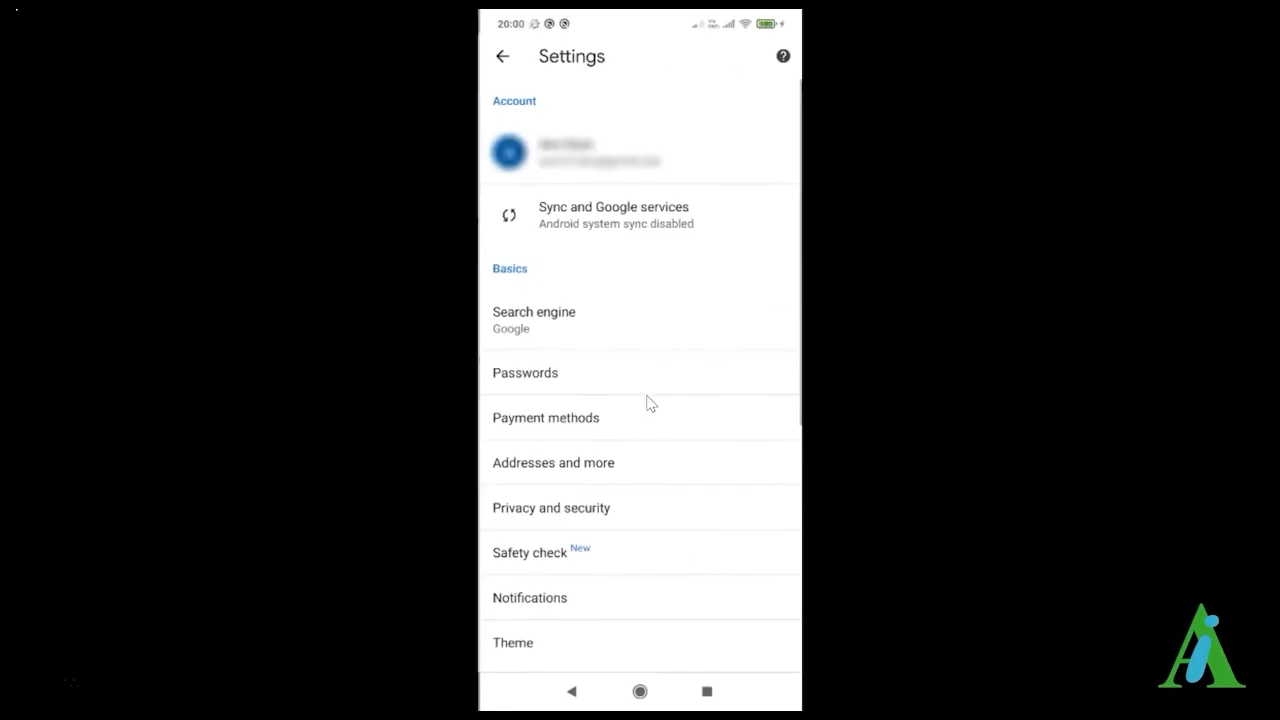 20:00
Settings
Account
Sync and Google services
Android system sync disabled
Basics
Search engine
Google
Passwords
Payment methods
Addresses and more
Privacy and security
Safety check New
Notifications
Theme